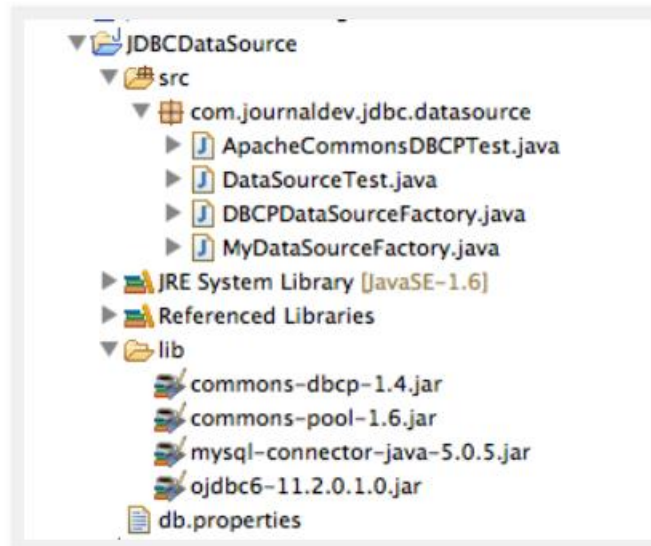 JDBCDataSource
src
com.journaldev.jdbc.datasource
ApacheCommonsDBCPTest.java
DataSourceTest.java
DBCPDataSourceFactory.java
MyDataSourceFactory.java
JRE System Library [JavaSE-1.6]
Referenced Libraries
lib
commons-dbcp-1.4.jar
commons-pool-1.6.jar
mysql-connector-java-5.0.5.jar
ojdbc6-11.2.0.1.0.jar
db.properties